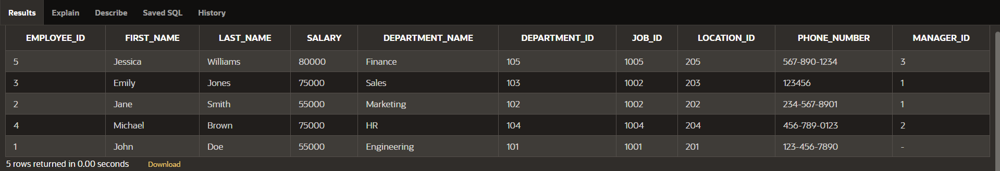 Results Explain Describe Saved SQL History
EMPLOYEE_ID FIRST_NAME LAST_NAME SALARY DEPARTMENT_NAME DEPARTMENT_ID JOB_ID LOCATION_ID PHONE_NUMBER MANAGER_ID
5 Jessica Williams 80000 Finance 105 1005 205 567-890-1234 3
3 Emily Jones 75000 Sales 103 1002 203 123456 1
2 Jane Smith 55000 Marketing 102 1002 202 234-567-8901 1
4 Michael Brown 75000 HR 104 1004 204 456-789-0123 2
1 John Doe 55000 Engineering 101 1001 201 123-456-7890 -
5 rows returned in 0.00 seconds Download